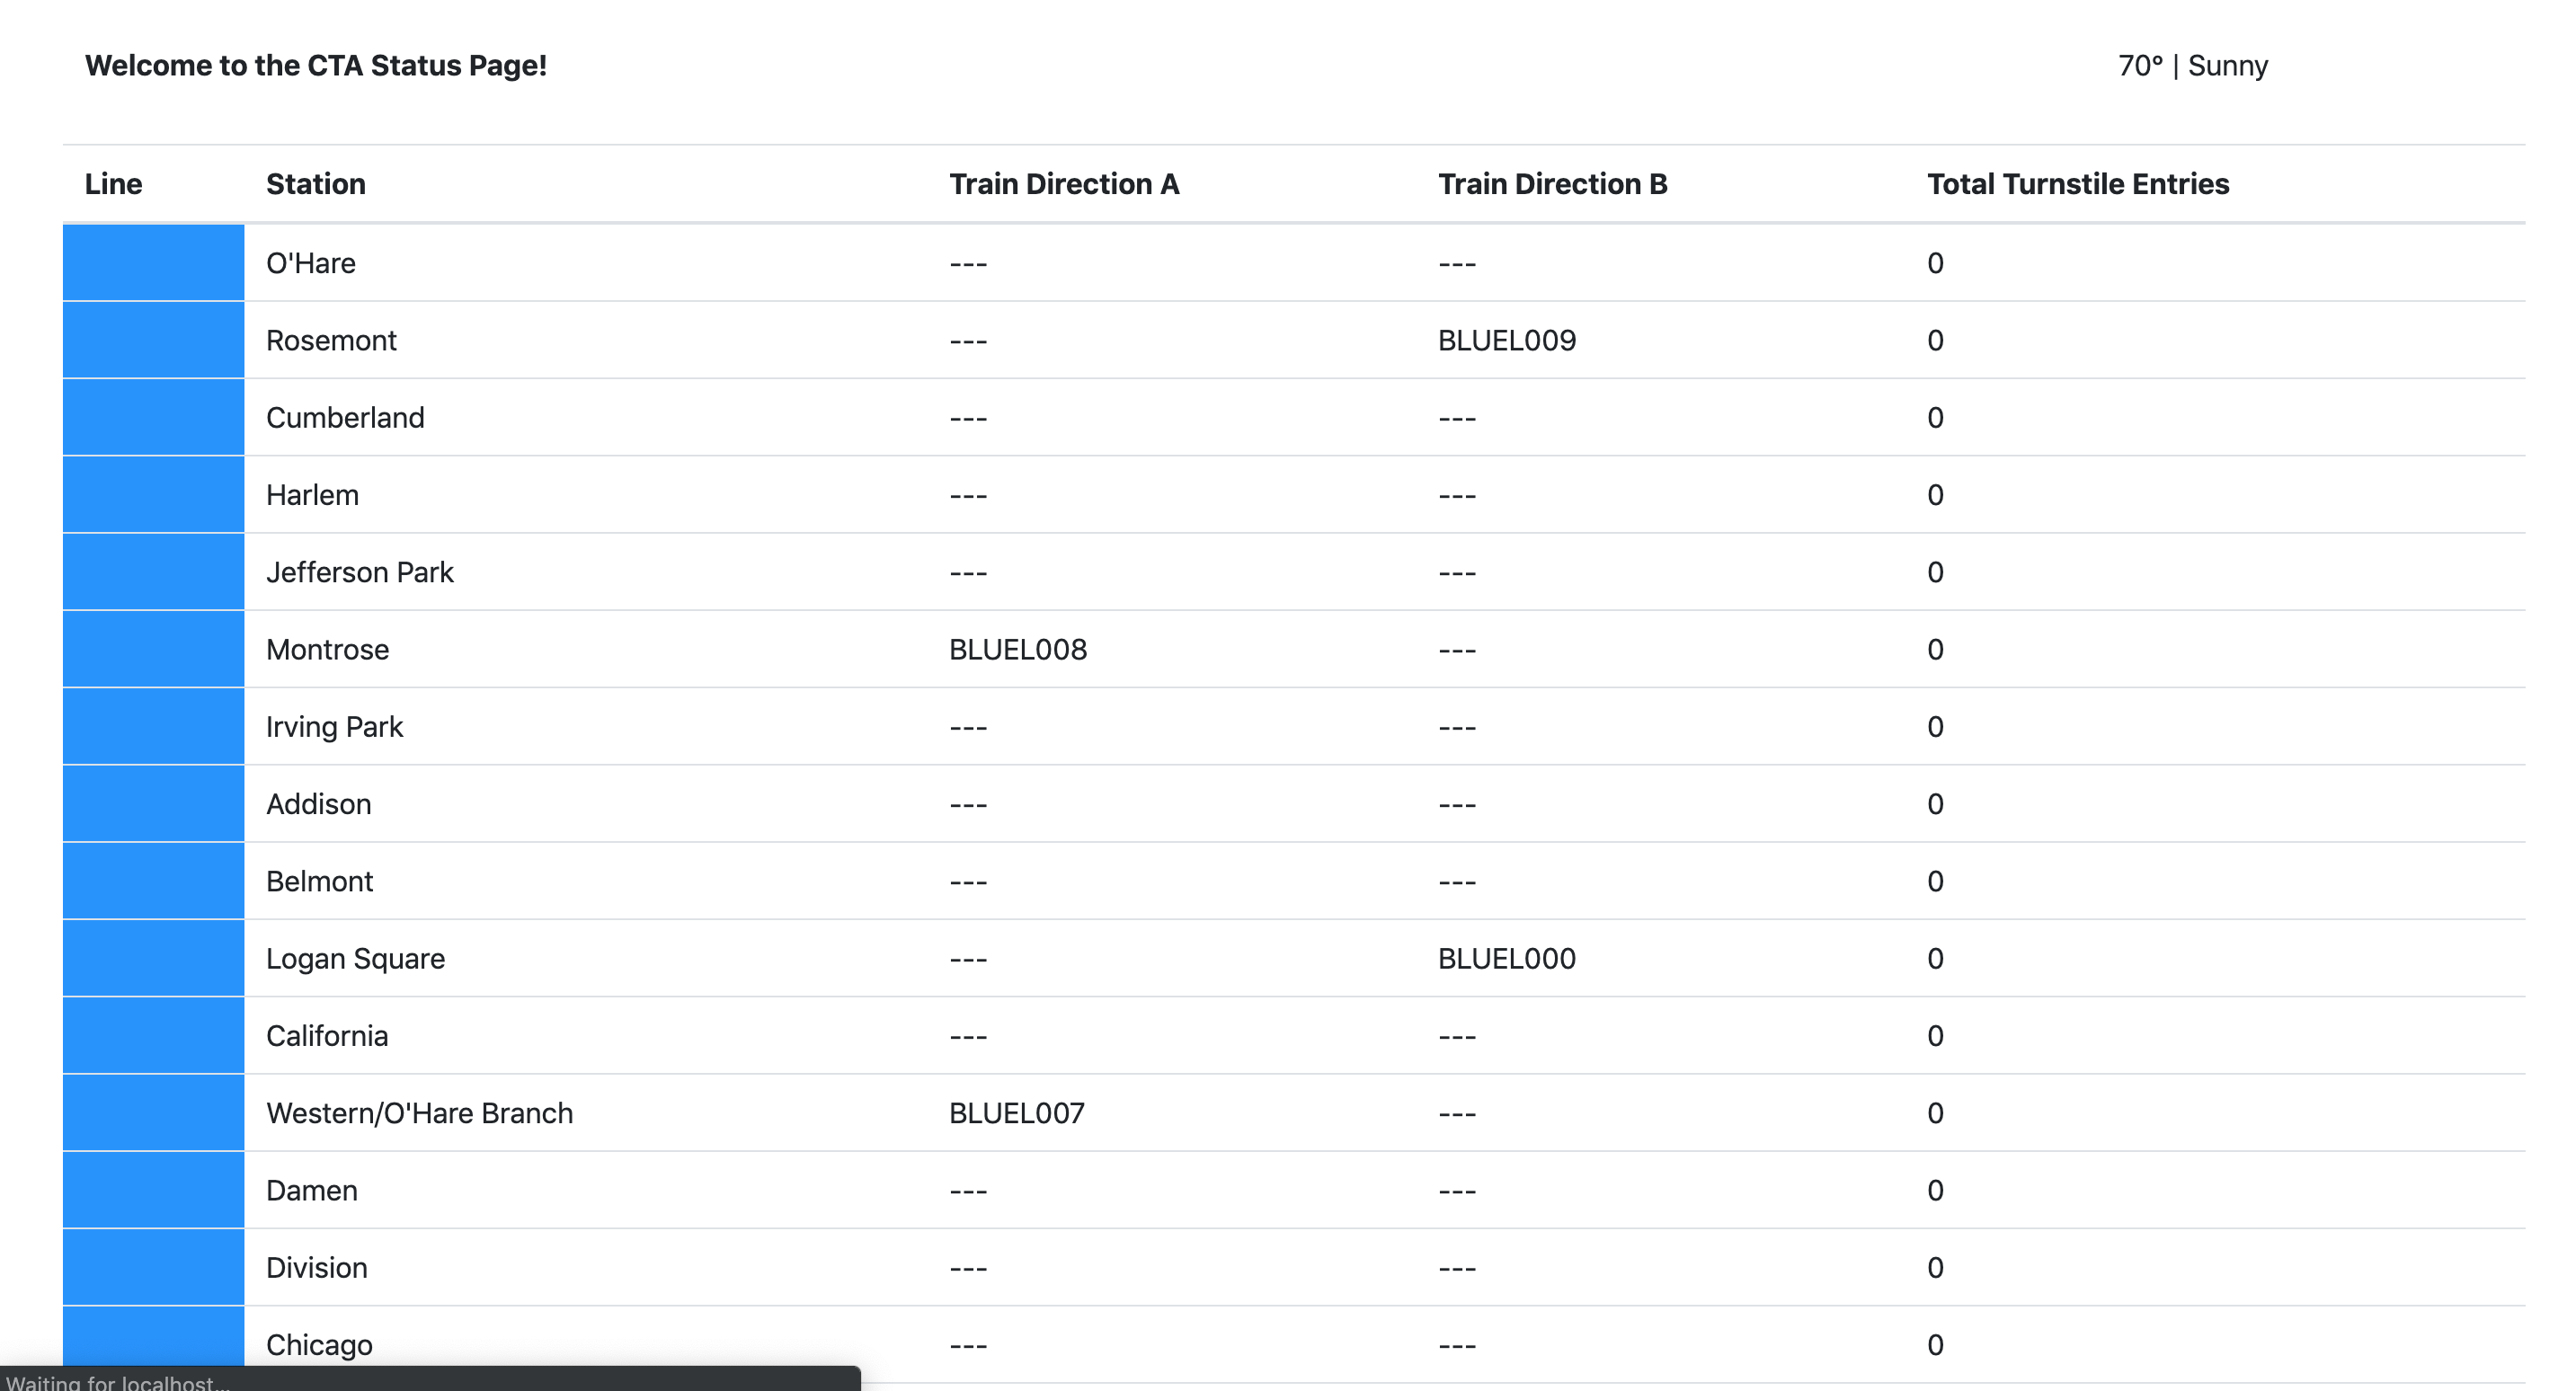 Welcome to the CTA Status Page! 70° | Sunny
Line Station Train Direction A Train Direction B Total Turnstile Entries
O'Hare --- --- 0
Rosemont --- BLUEL009 0
Cumberland --- --- 0
Harlem --- --- 0
Jefferson Park --- --- 0
Montrose BLUEL008 --- 0
Irving Park --- --- 0
Addison --- --- 0
Belmont --- --- 0
Logan Square --- BLUEL000 0
California --- --- 0
Western/O'Hare Branch BLUEL007 --- 0
Damen --- --- 0
Division --- --- 0
Chicago --- --- 0
Waiting for localhost...